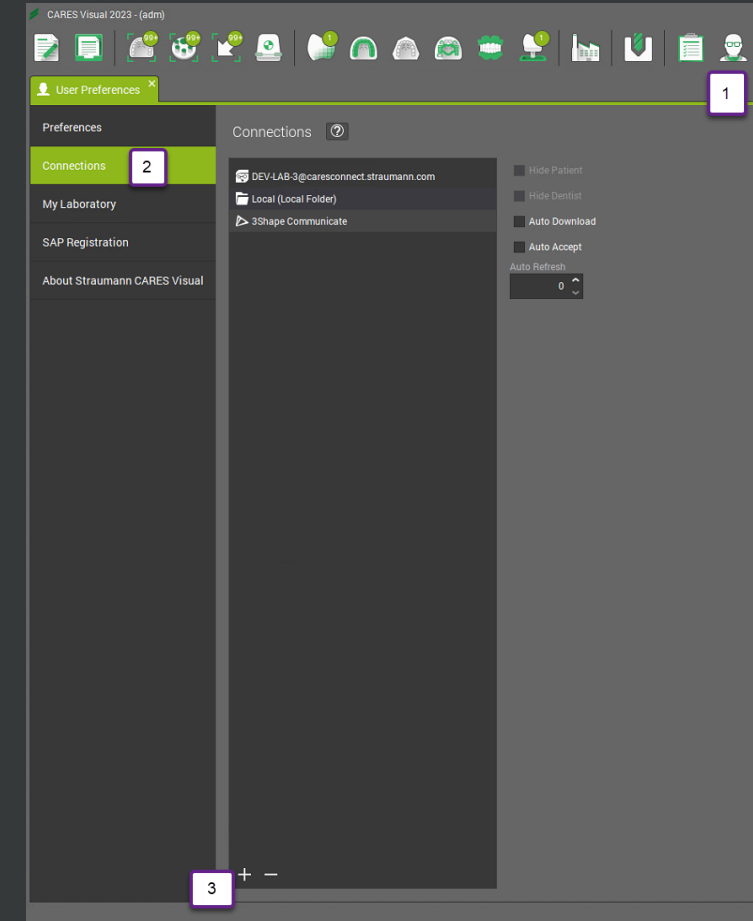 CARES Visual 2023 - (adm)
99+
99+
99+
1
1
User Preferences
1
Preferences
Connections
2
My Laboratory
SAP Registration
About Straumann CARES Visual
Connections
?
DEV-LAB-3@caresconnect.straumann.com
Local (Local Folder)
3Shape Communicate
Hide Patient
Hide Dentist
Auto Download
Auto Accept
Auto Refresh
0
3